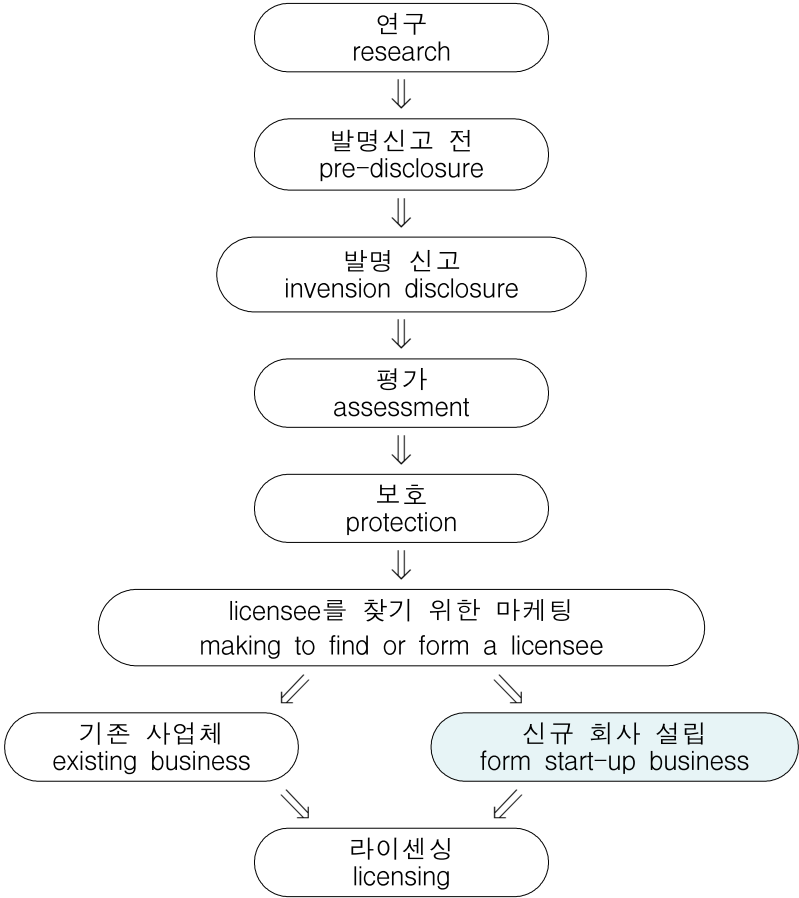 연구
research
발명신고 전
pre-disclosure
발명 신고
invension disclosure
평가
assessment
보호
protection
licensee를 찾기 위한 마케팅
making to find or form a licensee
기존 사업체
existing business
신규 회사 설립
form start-up business
라이센싱
licensing